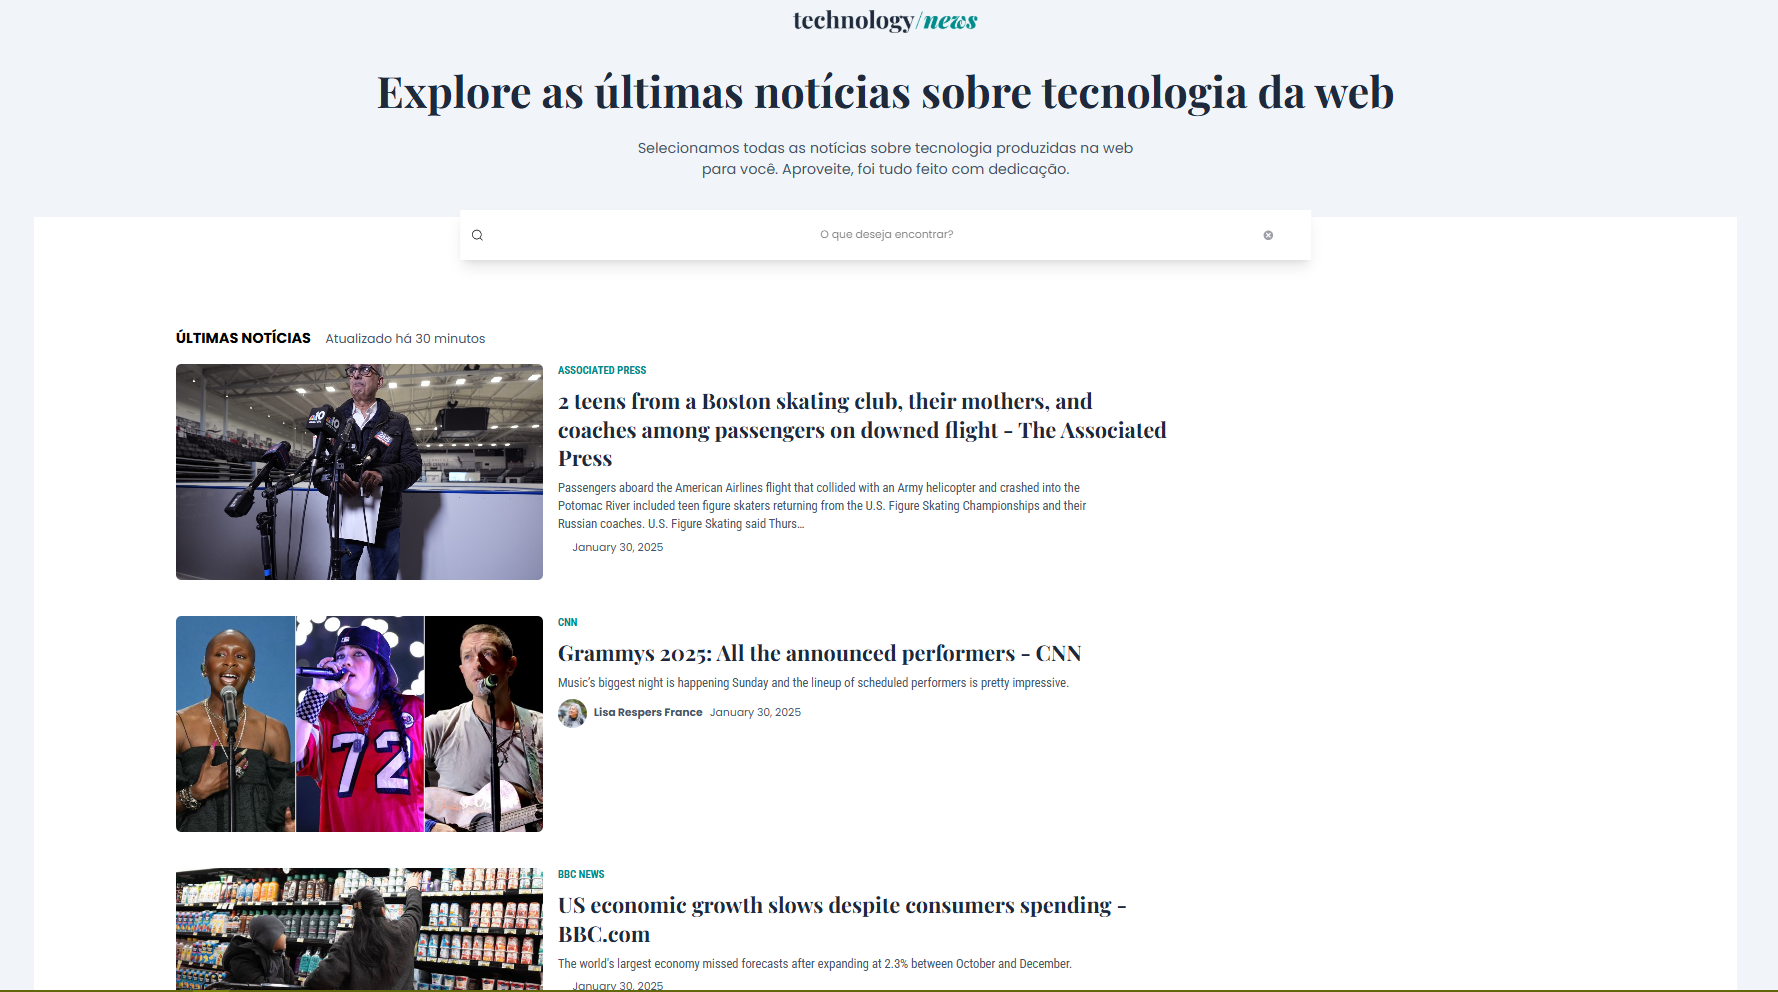 technology/news
Explore as últimas notícias sobre tecnologia da web
Selecionamos todas as notícias sobre tecnologia produzidas na web
para você. Aproveite, foi tudo feito com dedicação.
O que deseja encontrar?
ÚLTIMAS NOTÍCIAS Atualizado há 30 minutos
ASSOCIATED PRESS
2 teens from a Boston skating club, their mothers, and
coaches among passengers on downed flight - The Associated
Press
Passengers aboard the American Airlines flight that collided with an Army helicopter and crashed into the
Potomac River included teen figure skaters returning from the U.S. Figure Skating Championships and their
Russian coaches. U.S. Figure Skating said Thurs…
January 30, 2025
CNN
Grammys 2025: All the announced performers - CNN
Music’s biggest night is happening Sunday and the lineup of scheduled performers is pretty impressive.
Lisa Respers France January 30, 2025
72
BBC NEWS
US economic growth slows despite consumers spending -
BBC.com
The world's largest economy missed forecasts after expanding at 2.3% between October and December.
January 30, 2025